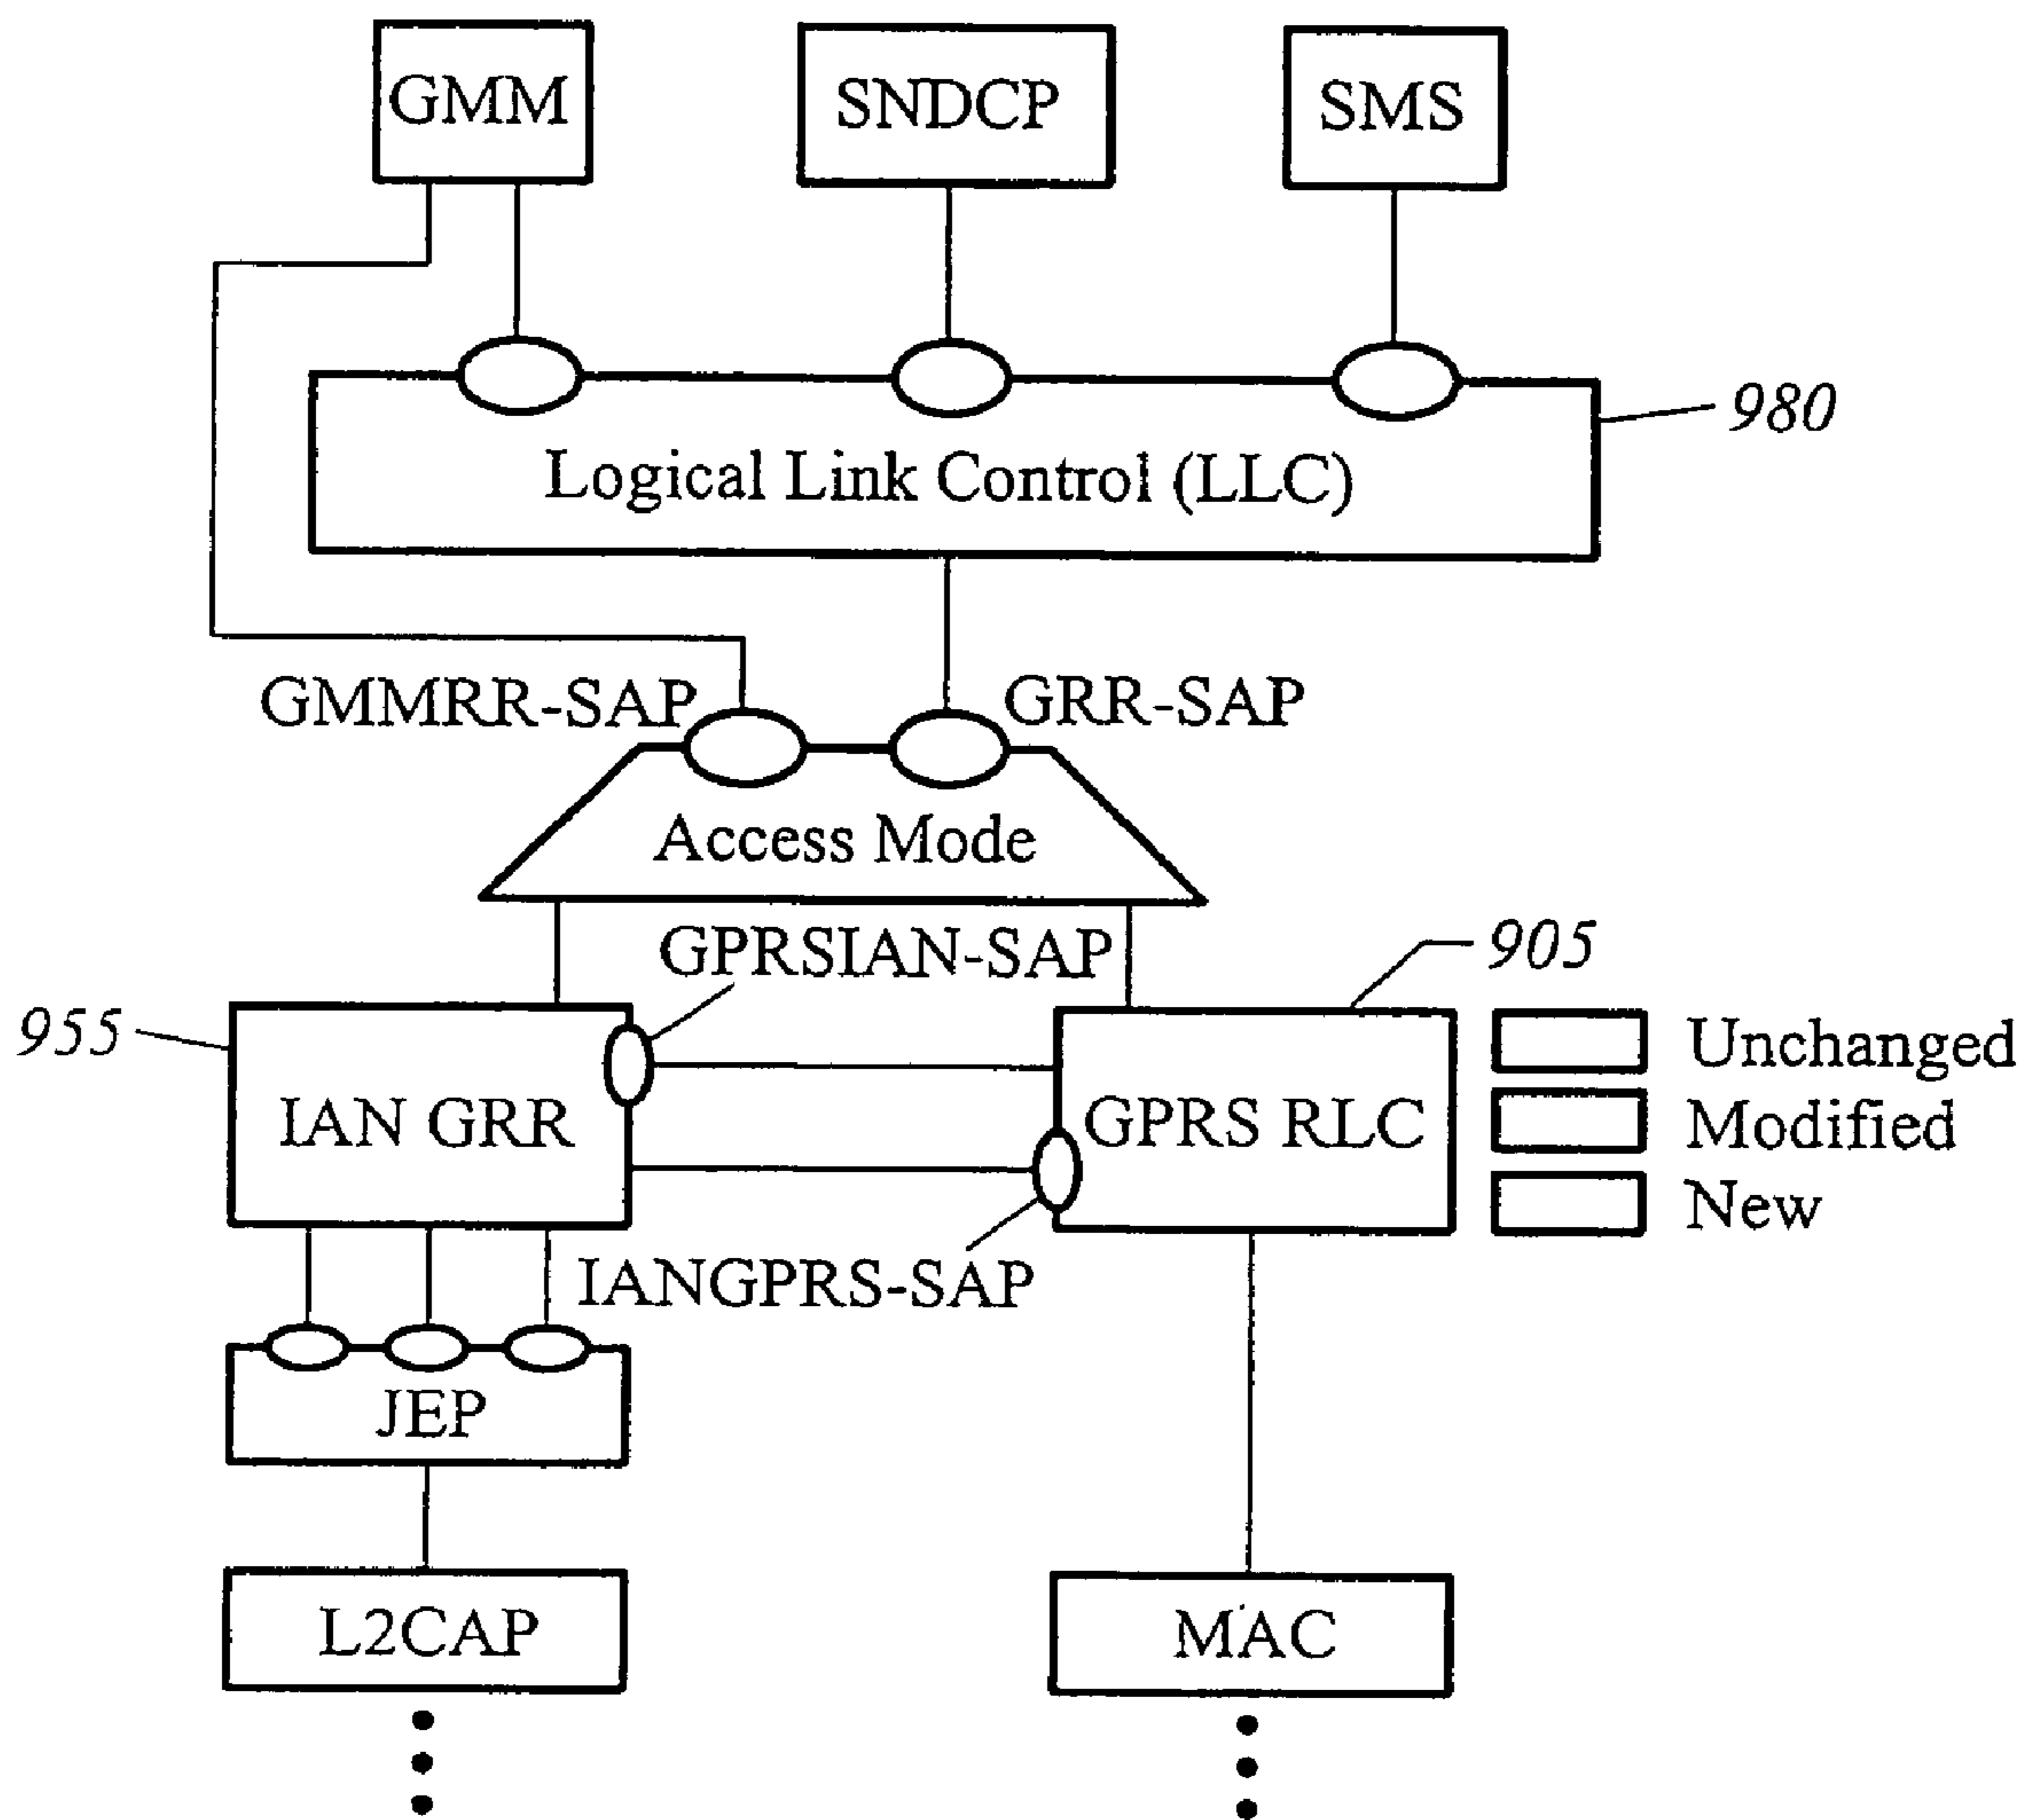 GMM
SNDCP
SMS
980
Logical Link Control (LLC)
GMMRR-SAP
GRR-SAP
Access Mode
GPRSIAN-SAP
905
955
Unchanged
IAN GRR
GPRS RLC
Modified
New
IANGPRS-SAP
JEP
L2CAP
MAC